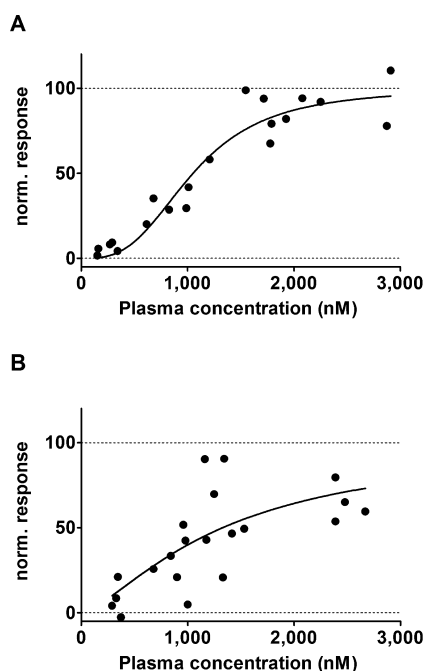 A
norm. response
100
50
0
0
1,000
2,000
3,000
Plasma concentration (nM)
B
norm. response
100
50
0
0
1,000
2,000
3,000
Plasma concentration (nM)